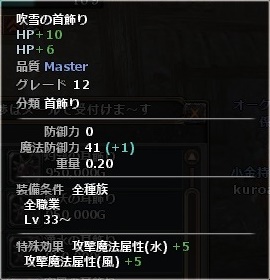 吹雪の首飾り
HP+10
HP+6
品質 Master
グレード 12
分類 首飾り
防御力 0
魔法防御力 41 (+1)
重量 0.20
装備条件 全種族
全職業
Lv 33～
特殊効果 攻撃魔法属性(水) +5
攻撃魔法属性(風) +5
950,000G
kuro